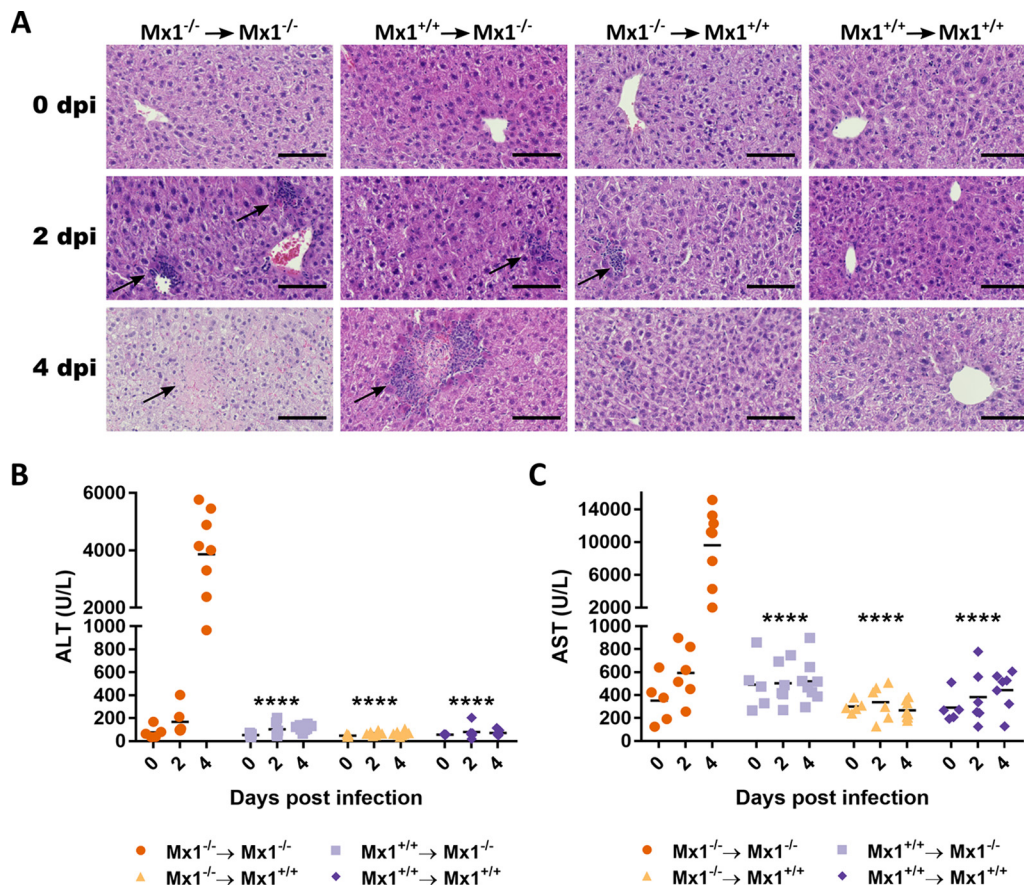 A
Mx1-/- → Mx1-/- Mx1+/+ → Mx1-/- Mx1-/- → Mx1+/+ Mx1+/+ → Mx1+/+
0 dpi
2 dpi
4 dpi
B
ALT (U/L)
6000
4000
2000
1000
800
600
400
200
0
**** **** ****
0 2 4 0 2 4 0 2 4 0 2 4
Days post infection
Mx1-/- → Mx1-/- Mx1+/+ → Mx1-/-
Mx1-/- → Mx1+/+ Mx1+/+ → Mx1+/+
C
AST (U/L)
14000
10000
6000
2000
1000
800
600
400
200
0
**** **** ****
0 2 4 0 2 4 0 2 4 0 2 4
Days post infection
Mx1-/- → Mx1-/- Mx1+/+ → Mx1-/-
Mx1-/- → Mx1+/+ Mx1+/+ → Mx1+/+